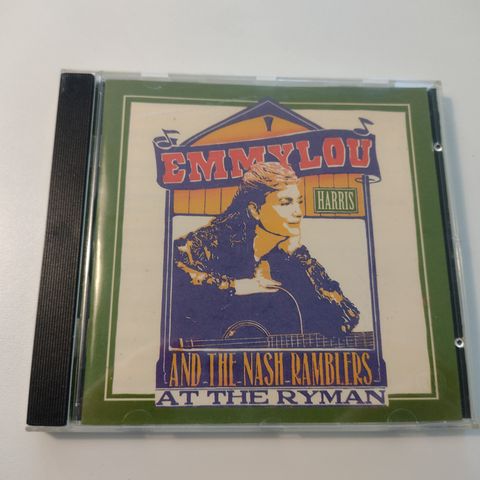 EMMYLOU
HARRIS
AND THE NASH RAMBLERS
AT THE RYMAN